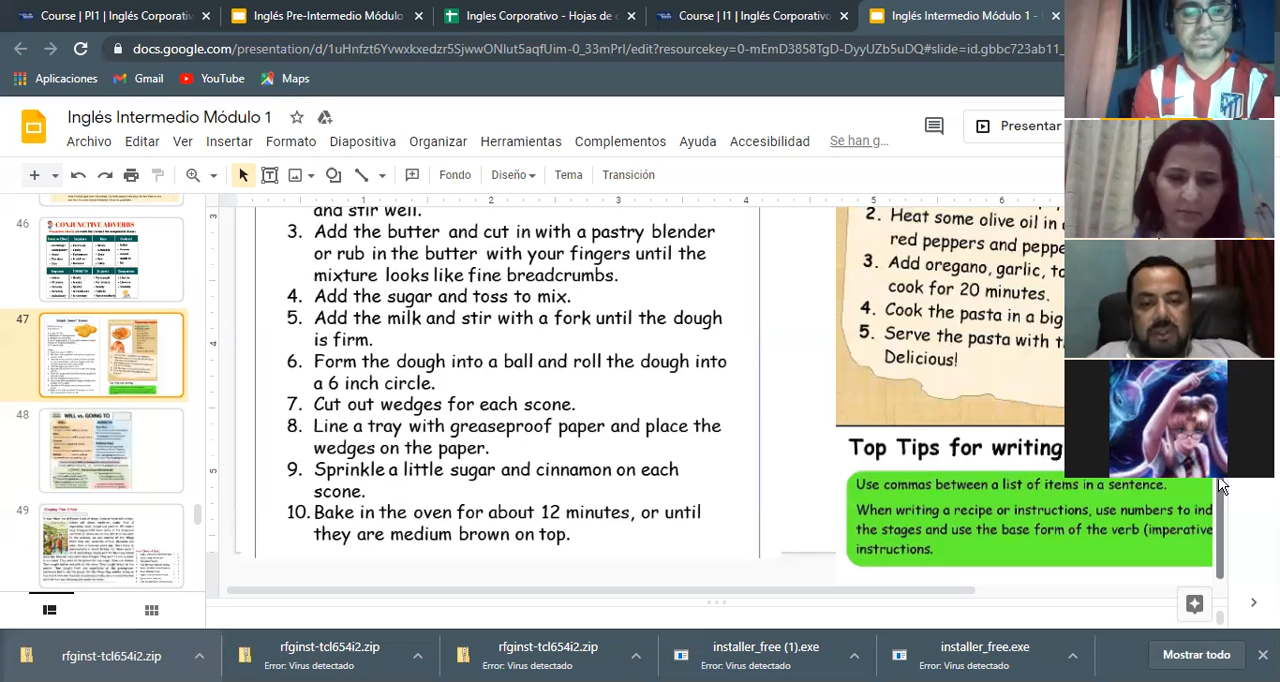 Course | PI1 | Inglés Corporativ
Inglés Pre-Intermedio Módulo
Ingles Corporativo - Hojas de c
Course | I1 | Inglés Corporativo
Inglés Intermedio Módulo 1 -
docs.google.com/presentation/d/1uHnfzt6Yvwxkxedzr5SjwwONlut5aqfUim-0_33mPrI/edit?resourcekey=0-mEmD3858TgD-DyyUZb5uDQ#slide=id.gbbc723ab11_
Aplicaciones
Gmail
YouTube
Maps
Inglés Intermedio Módulo 1
Archivo Editar Ver Insertar Formato Diapositiva Organizar Herramientas Complementos Ayuda Accesibilidad Se han g...
Presentar
Fondo Diseño Tema Transición
46
CONJUNCTIVE ADVERBS
47
48
WILL vs. GOING TO
49
and stir well.
3. Add the butter and cut in with a pastry blender
or rub in the butter with your fingers until the
mixture looks like fine breadcrumbs.
4. Add the sugar and toss to mix.
5. Add the milk and stir with a fork until the dough
is firm.
6. Form the dough into a ball and roll the dough into
a 6 inch circle.
7. Cut out wedges for each scone.
8. Line a tray with greaseproof paper and place the
wedges on the paper.
9. Sprinkle a little sugar and cinnamon on each
scone.
10. Bake in the oven for about 12 minutes, or until
they are medium brown on top.
2. Heat some olive oil in
red peppers and peppe
3. Add oregano, garlic, to
cook for 20 minutes.
4. Cook the pasta in a big
5. Serve the pasta with t
Delicious!
Top Tips for writing
Use commas between a list of items in a sentence.
When writing a recipe or instructions, use numbers to ind
the stages and use the base form of the verb (imperative
instructions.
rfginst-tcl654i2.zip
rfginst-tcl654i2.zip
Error: Virus detectado
rfginst-tcl654i2.zip
Error: Virus detectado
installer_free (1).exe
Error: Virus detectado
installer_free.exe
Error: Virus detectado
Mostrar todo